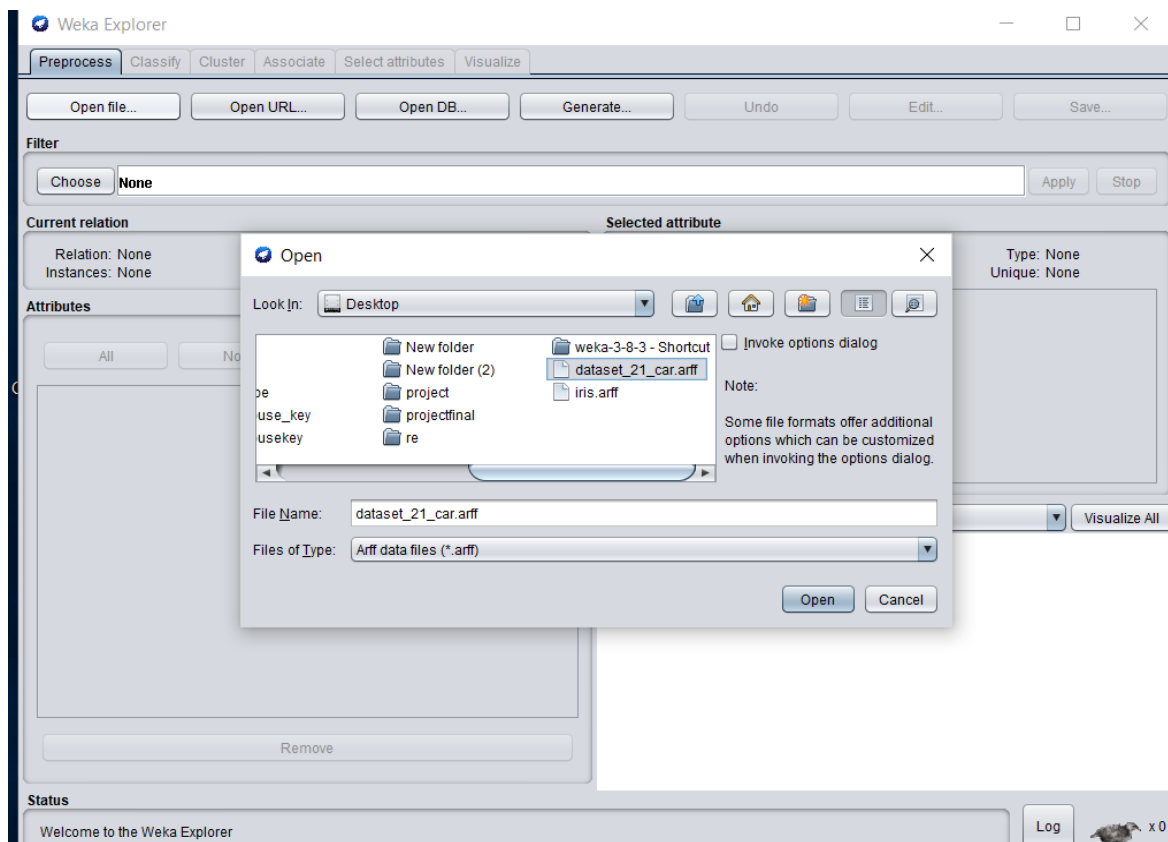 Weka Explorer
Preprocess Classify Cluster Associate Select attributes Visualize
Open file... Open URL... Open DB... Generate... Undo Edit... Save...
Filter
Choose None Apply Stop
Current relation Selected attribute
Relation: None Type: None
Instances: None Unique: None
Open
Look In: Desktop
Attributes
All No
New folder weka-3-8-3 - Shortcut Invoke options dialog
New folder (2) dataset_21_car.arff
pe project iris.arff Note:
use_key projectfinal Some file formats offer additional
usekey re options which can be customized
when invoking the options dialog.
File Name: dataset_21_car.arff
Visualize All
Files of Type: Arff data files (*.arff)
Open Cancel
Remove
Status
Welcome to the Weka Explorer Log x 0